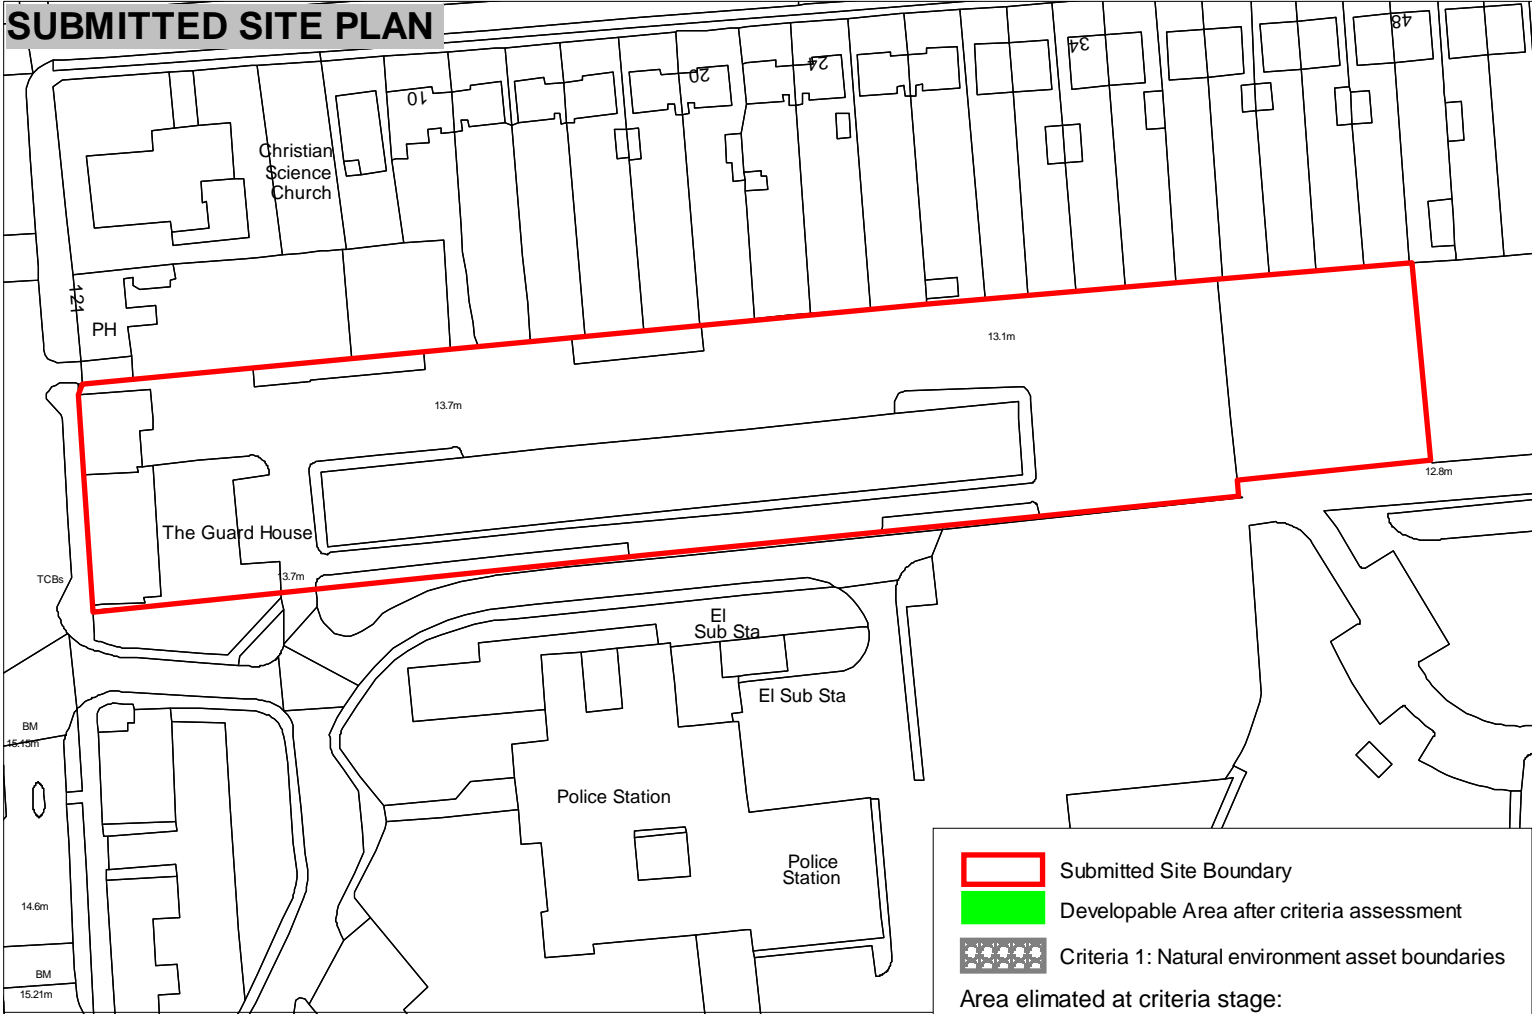 SUBMITTED SITE PLAN
10
20
24
34
48
Christian
Science
Church
121
PH
13.1m
13.7m
12.8m
The Guard House
13.7m
TCBs
El
Sub Sta
El Sub Sta
BM
15.15m
Police Station
Police
Station
14.6m
BM
15.21m
Submitted Site Boundary
Developable Area after criteria assessment
Criteria 1: Natural environment asset boundaries
Area elimated at criteria stage: